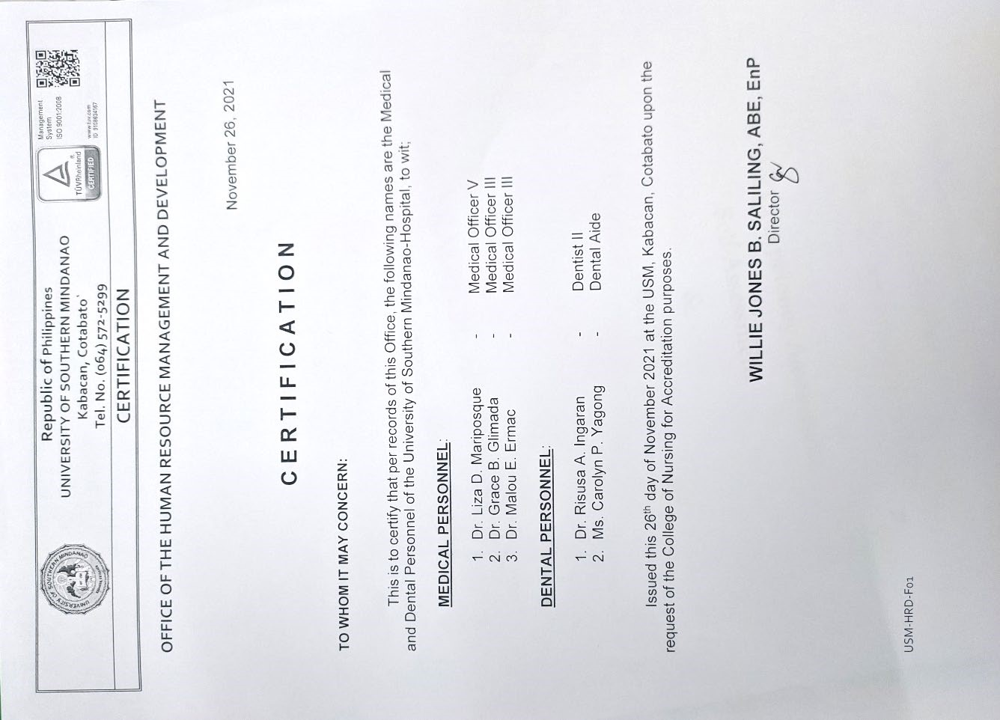 Republic of Philippines
UNIVERSITY OF SOUTHERN MINDANAO
Kabacan, Cotabato
Tel. No. (064) 572-5299
CERTIFICATION
UNIVERSITY OF SOUTHERN MINDANAO
TÜVRheinland®
CERTIFIED
Management
System
ISO 9001:2008
www.tuv.com
ID 9108634167
OFFICE OF THE HUMAN RESOURCE MANAGEMENT AND DEVELOPMENT
November 26, 2021
CERTIFICATION
TO WHOM IT MAY CONCERN:
This is to certify that per records of this Office, the following names are the Medical
and Dental Personnel of the University of Southern Mindanao-Hospital, to wit;
MEDICAL PERSONNEL:
1. Dr. Liza D. Mariposque - Medical Officer V
2. Dr. Grace B. Glimada - Medical Officer III
3. Dr. Malou E. Ermac - Medical Officer III
DENTAL PERSONNEL:
1. Dr. Risusa A. Ingaran - Dentist II
2. Ms. Carolyn P. Yagong - Dental Aide
Issued this 26th day of November 2021 at the USM, Kabacan, Cotabato upon the
request of the College of Nursing for Accreditation purposes.
WILLIE JONES B. SALILING, ABE, EnP
Director
USM-HRD-F01